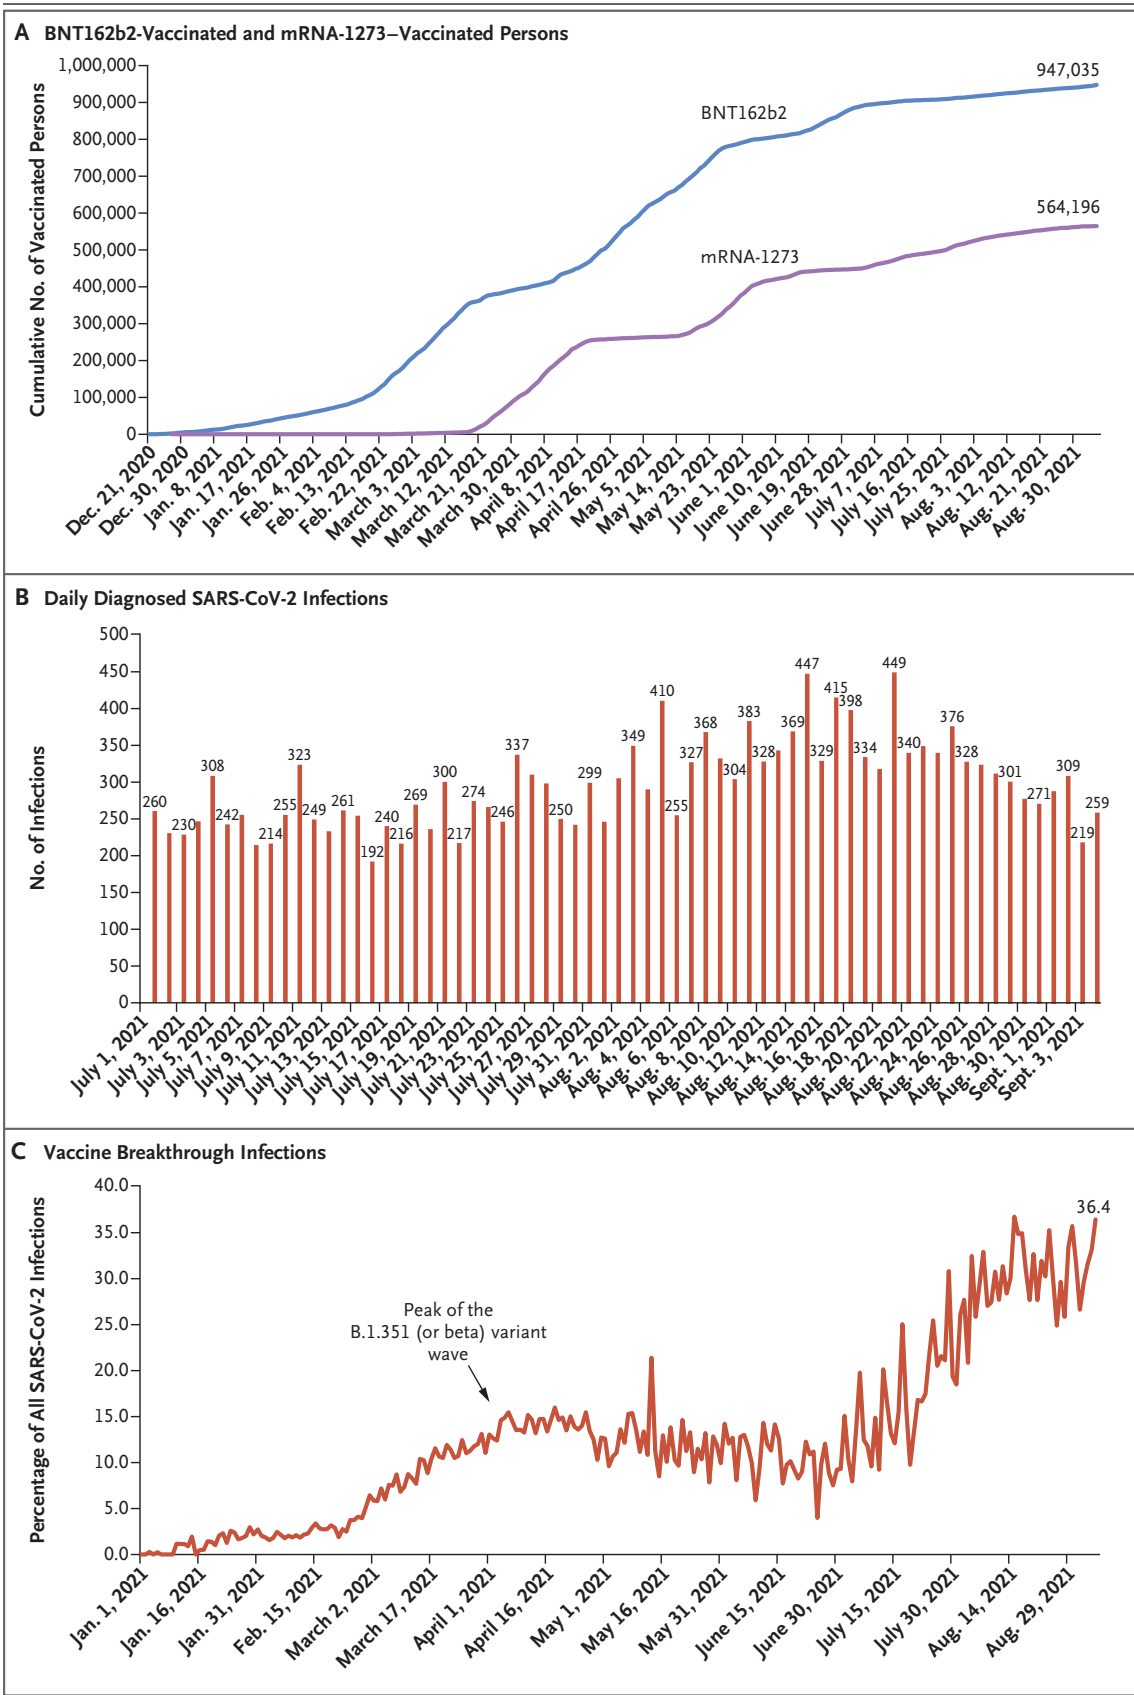 A BNT162b2-Vaccinated and mRNA-1273–Vaccinated Persons
Cumulative No. of Vaccinated Persons
1,000,000
900,000
800,000
700,000
600,000
500,000
400,000
300,000
200,000
100,000
0
947,035
BNT162b2
564,196
mRNA-1273
Dec. 21, 2020
Dec. 30, 2020
Jan. 8, 2021
Jan. 17, 2021
Jan. 26, 2021
Feb. 4, 2021
Feb. 13, 2021
Feb. 22, 2021
March 3, 2021
March 12, 2021
March 21, 2021
March 30, 2021
April 8, 2021
April 17, 2021
April 26, 2021
May 5, 2021
May 14, 2021
May 23, 2021
June 1, 2021
June 10, 2021
June 19, 2021
June 28, 2021
July 7, 2021
July 16, 2021
July 25, 2021
Aug. 3, 2021
Aug. 12, 2021
Aug. 21, 2021
Aug. 30, 2021
B Daily Diagnosed SARS-CoV-2 Infections
No. of Infections
500
450
400
350
300
250
200
150
100
50
0
260
230
308
242
214
255
323
249
261
192
240
216
269
300
217
274
246
337
250
299
349
410
255
327
368
304
383
328
369
447
329
415
398
334
449
340
376
328
301
271
309
219
259
July 1, 2021
July 3, 2021
July 5, 2021
July 7, 2021
July 9, 2021
July 11, 2021
July 13, 2021
July 15, 2021
July 17, 2021
July 19, 2021
July 21, 2021
July 23, 2021
July 25, 2021
July 27, 2021
July 29, 2021
July 31, 2021
Aug. 2, 2021
Aug. 4, 2021
Aug. 6, 2021
Aug. 8, 2021
Aug. 10, 2021
Aug. 12, 2021
Aug. 14, 2021
Aug. 16, 2021
Aug. 18, 2021
Aug. 20, 2021
Aug. 22, 2021
Aug. 24, 2021
Aug. 26, 2021
Aug. 28, 2021
Aug. 30, 2021
Sept. 1, 2021
Sept. 3, 2021
C Vaccine Breakthrough Infections
Percentage of All SARS-CoV-2 Infections
40.0
35.0
30.0
25.0
20.0
15.0
10.0
5.0
0.0
36.4
Peak of the
B.1.351 (or beta) variant
wave
Jan. 1, 2021
Jan. 16, 2021
Jan. 31, 2021
Feb. 15, 2021
March 2, 2021
March 17, 2021
April 1, 2021
April 16, 2021
May 1, 2021
May 16, 2021
May 31, 2021
June 15, 2021
June 30, 2021
July 15, 2021
July 30, 2021
Aug. 14, 2021
Aug. 29, 2021